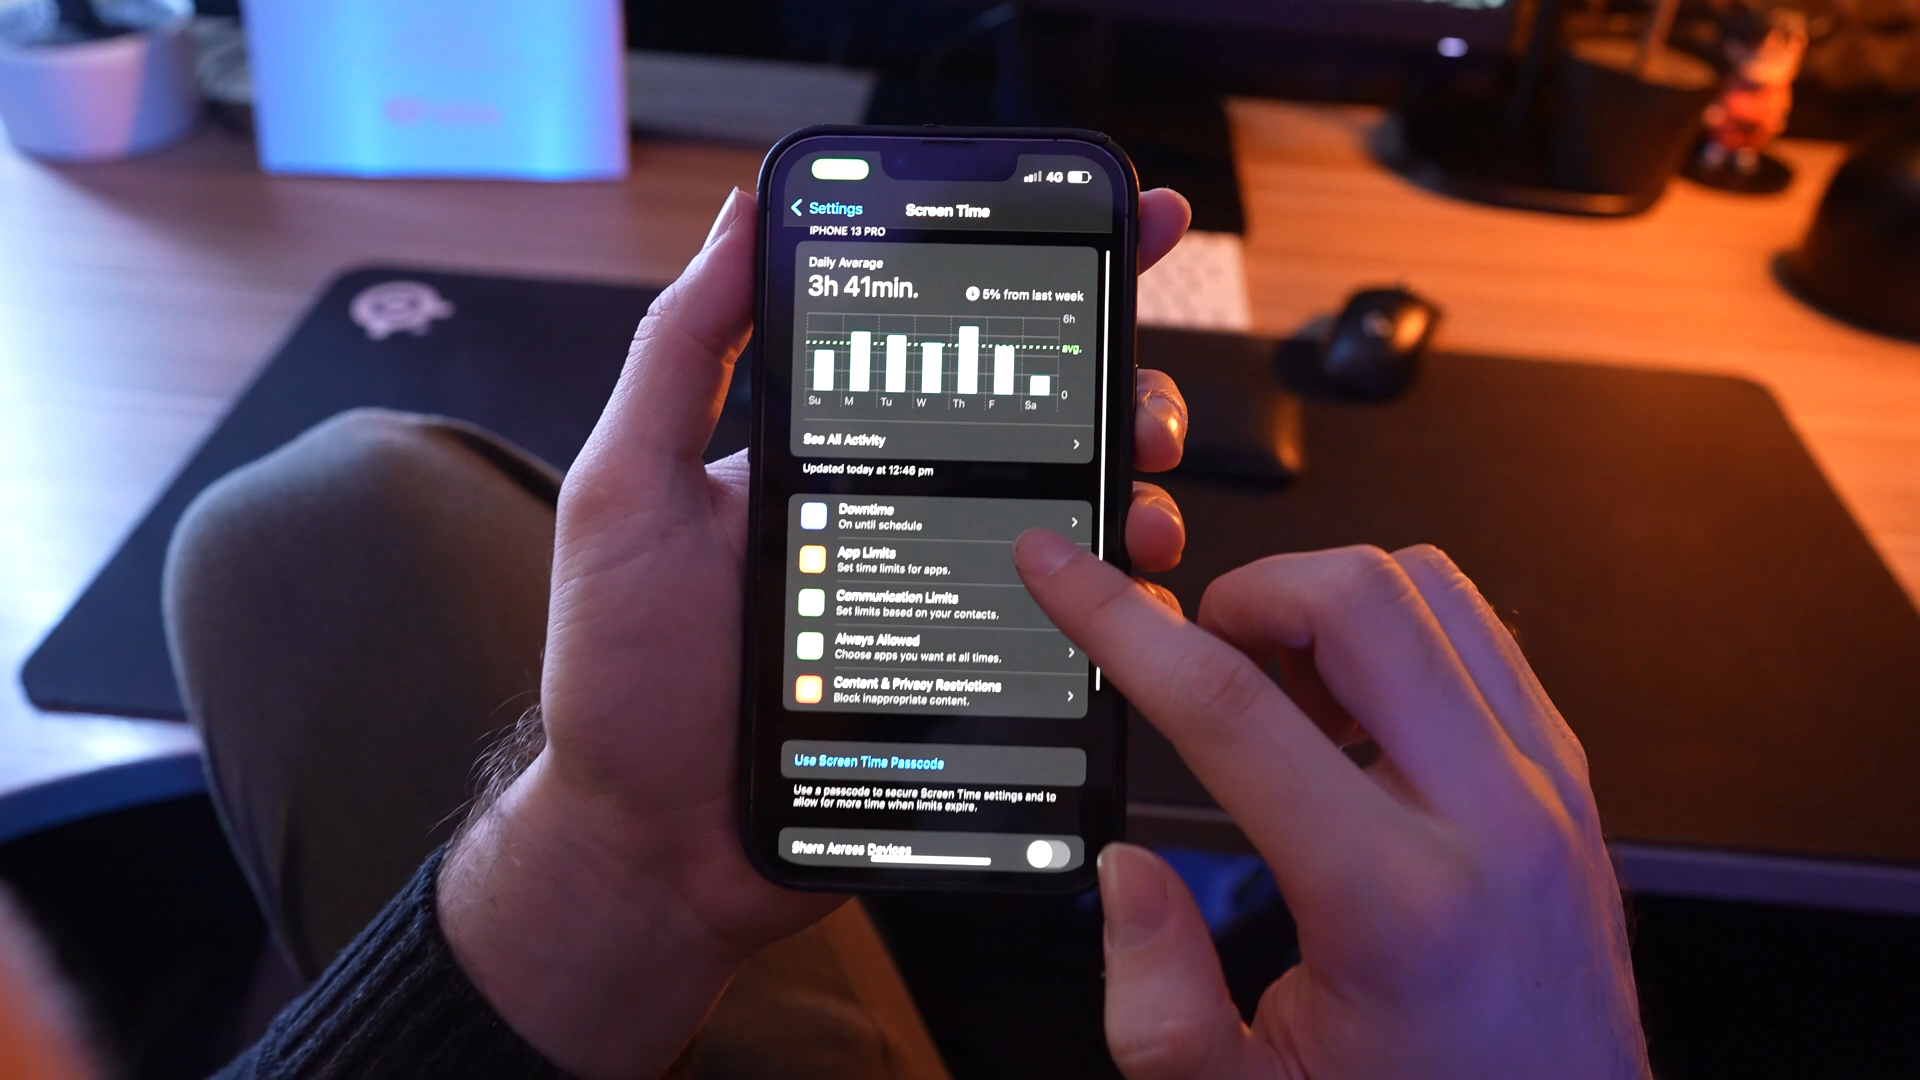 4G
Settings
Screen Time
IPHONE 13 PRO
Daily Average
3h 41min.
5% from last week
6h
avg.
0
Su M Tu W Th F Sa
See All Activity
Updated today at 12:46 pm
Downtime
On until schedule
App Limits
Set time limits for apps.
Communication Limits
Set limits based on your contacts.
Always Allowed
Choose apps you want at all times.
Content & Privacy Restrictions
Block inappropriate content.
Use Screen Time Passcode
Use a passcode to secure Screen Time settings and to
allow for more time when limits expire.
Share Across Devices